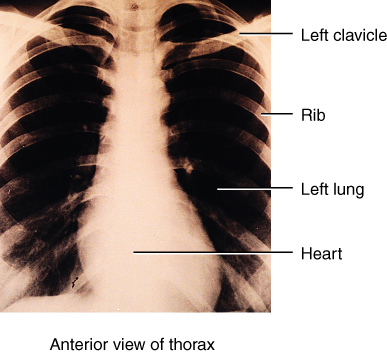 Left clavicle
Rib
Left lung
Heart
Anterior view of thorax